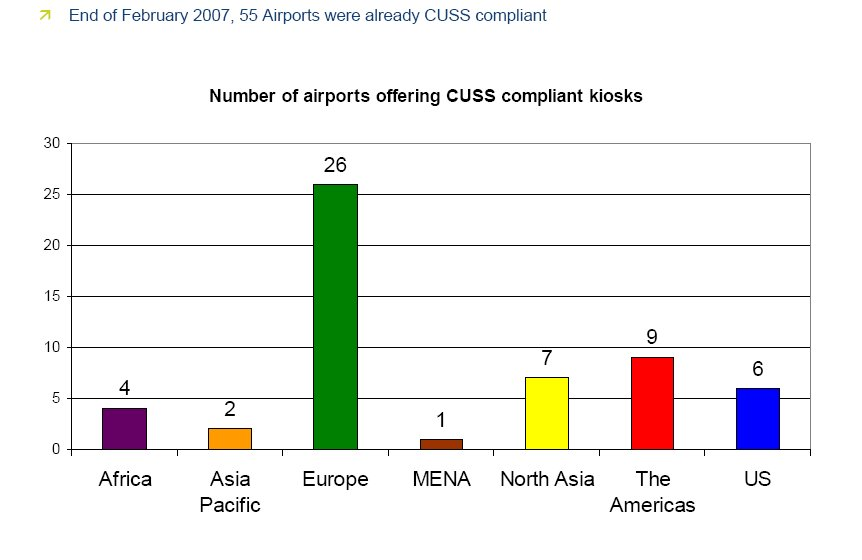 End of February 2007, 55 Airports were already CUSS compliant
Number of airports offering CUSS compliant kiosks
30
25
20
15
10
5
0
4
2
26
1
7
9
6
Africa
Asia
Pacific
Europe
MENA
North Asia
The
Americas
US